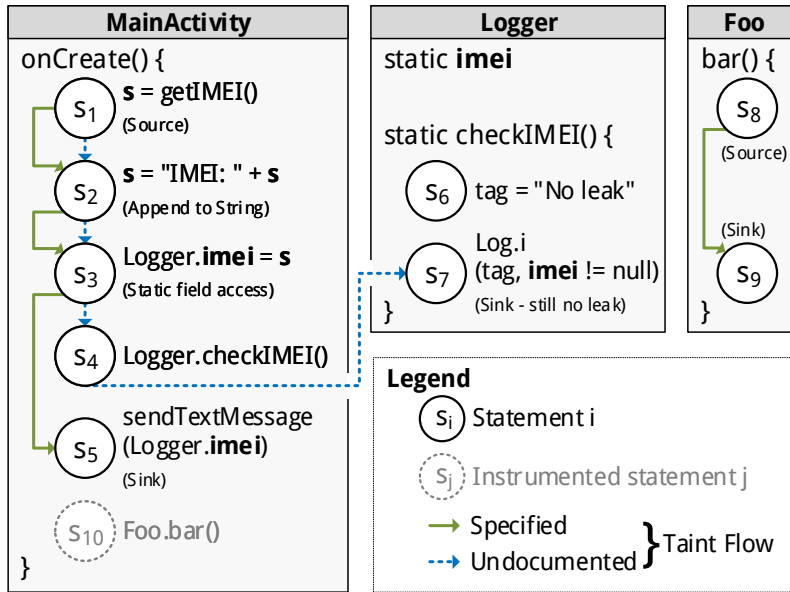 MainActivity
onCreate() {
s1
s = getIMEI()
(Source)
s2
s = "IMEI: " + s
(Append to String)
s3
Logger.imei = s
(Static field access)
s4
Logger.checkIMEI()
s5
sendTextMessage
(Logger.imei)
(Sink)
s10
Foo.bar()
}
Logger
static imei
static checkIMEI() {
s6
tag = "No leak"
s7
Log.i
(tag, imei != null)
(Sink - still no leak)
}
Foo
bar() {
s8
(Source)
(Sink)
s9
}
Legend
si
Statement i
sj
Instrumented statement j
Specified
Undocumented
} Taint Flow